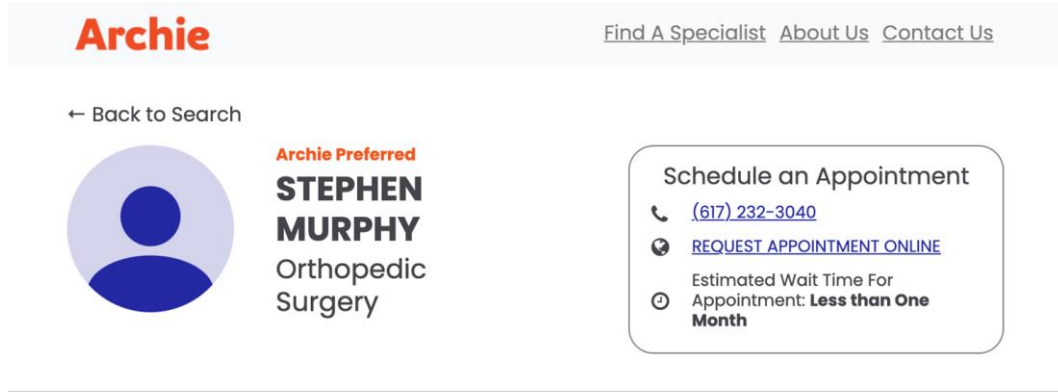 Archie
Find A Specialist About Us Contact Us
← Back to Search
Archie Preferred
STEPHEN
MURPHY
Orthopedic
Surgery
Schedule an Appointment
(617) 232-3040
REQUEST APPOINTMENT ONLINE
Estimated Wait Time For
Appointment: Less than One
Month